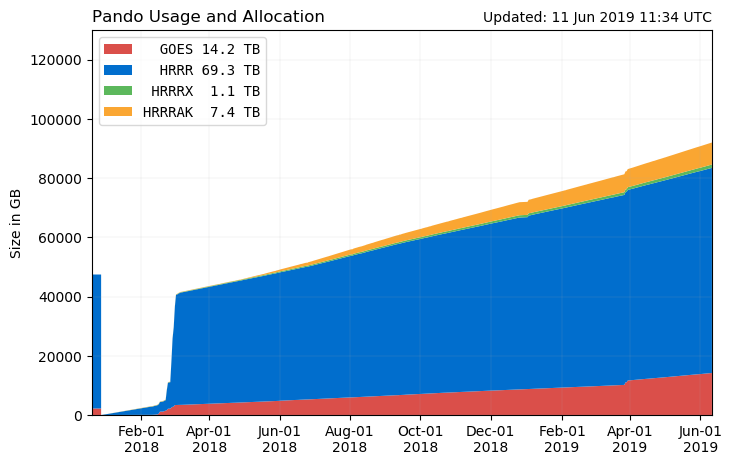 Pando Usage and Allocation
Updated: 11 Jun 2019 11:34 UTC
GOES 14.2 TB
HRRR 69.3 TB
HRRRX 1.1 TB
HRRRAK 7.4 TB
Size in GB
120000
100000
80000
60000
40000
20000
0
Feb-01 Apr-01 Jun-01 Aug-01 Oct-01 Dec-01 Feb-01 Apr-01 Jun-01
2018 2018 2018 2018 2018 2018 2019 2019 2019